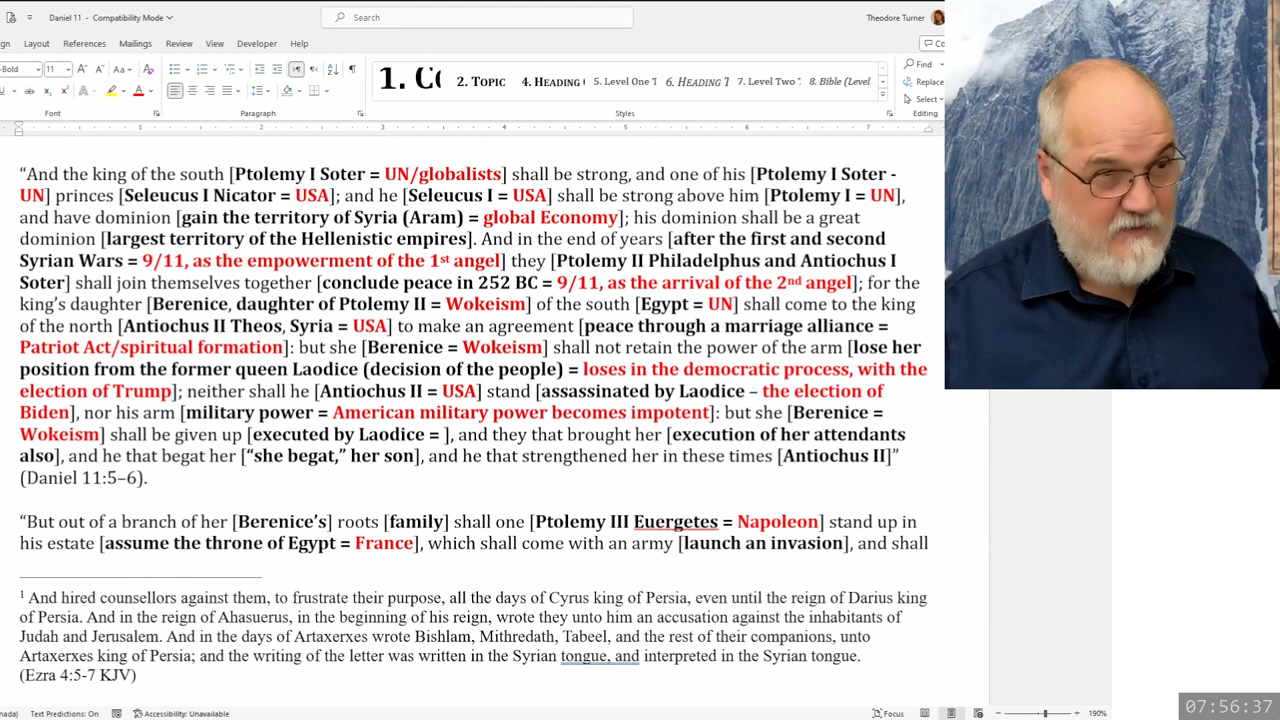 Daniel 11 - Compatibility Mode
Search
Theodore Turner
Layout References Mailings Review View Developer Help
11 Aa
1. 2. Topic 4. Heading 5. Level One 6. Heading 7. Level Two 8. Bible (Level
Find
Replace
Select
Font Paragraph Styles Editing
1 2 3 4 5 6 7
“And the king of the south [Ptolemy I Soter = UN/globalists] shall be strong, and one of his [Ptolemy I Soter -
UN] princes [Seleucus I Nicator = USA]; and he [Seleucus I = USA] shall be strong above him [Ptolemy I = UN],
and have dominion [gain the territory of Syria (Aram) = global Economy]; his dominion shall be a great
dominion [largest territory of the Hellenistic empires]. And in the end of years [after the first and second
Syrian Wars = 9/11, as the empowerment of the 1st angel] they [Ptolemy II Philadelphus and Antiochus I
Soter] shall join themselves together [conclude peace in 252 BC = 9/11, as the arrival of the 2nd angel]; for the
king’s daughter [Berenice, daughter of Ptolemy II = Wokeism] of the south [Egypt = UN] shall come to the king
of the north [Antiochus II Theos, Syria = USA] to make an agreement [peace through a marriage alliance =
Patriot Act/spiritual formation]: but she [Berenice = Wokeism] shall not retain the power of the arm [lose her
position from the former queen Laodice (decision of the people) = loses in the democratic process, with the
election of Trump]; neither shall he [Antiochus II = USA] stand [assassinated by Laodice – the election of
Biden], nor his arm [military power = American military power becomes impotent]: but she [Berenice =
Wokeism] shall be given up [executed by Laodice = ], and they that brought her [execution of her attendants
also], and he that begat her [“she begat,” her son], and he that strengthened her in these times [Antiochus II]”
(Daniel 11:5–6).
“But out of a branch of her [Berenice’s] roots [family] shall one [Ptolemy III Euergetes = Napoleon] stand up in
his estate [assume the throne of Egypt = France], which shall come with an army [launch an invasion], and shall
1 And hired counsellors against them, to frustrate their purpose, all the days of Cyrus king of Persia, even until the reign of Darius king
of Persia. And in the reign of Ahasuerus, in the beginning of his reign, wrote they unto him an accusation against the inhabitants of
Judah and Jerusalem. And in the days of Artaxerxes wrote Bishlam, Mithredath, Tabeel, and the rest of their companions, unto
Artaxerxes king of Persia; and the writing of the letter was written in the Syrian tongue, and interpreted in the Syrian tongue.
(Ezra 4:5-7 KJV)
Text Predictions: On Accessibility: Unavailable Focus 190%
07:56:37